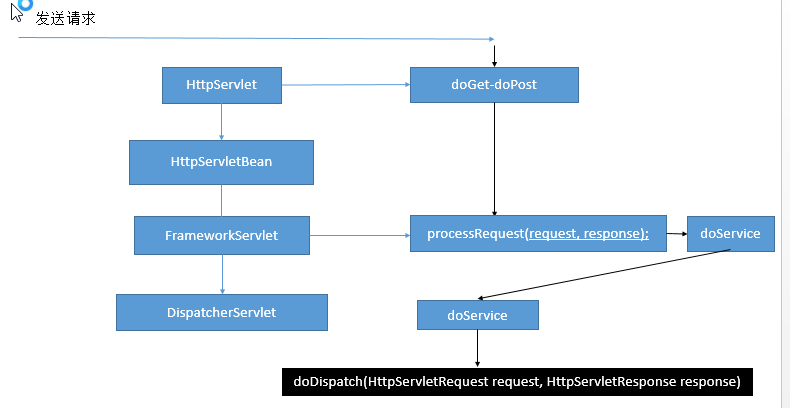 发送请求
HttpServlet
doGet-doPost
HttpServletBean
FrameworkServlet
processRequest(request, response);
doService
DispatcherServlet
doService
doDispatch(HttpServletRequest request, HttpServletResponse response)